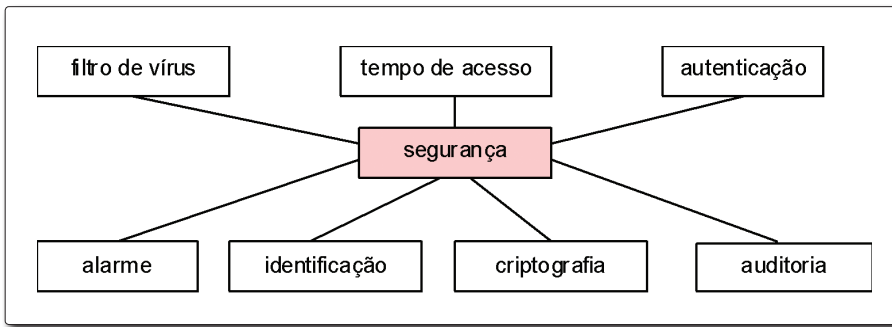 filtro de vírus
tempo de acesso
autenticação
segurança
alarme
identificação
criptografia
auditoria